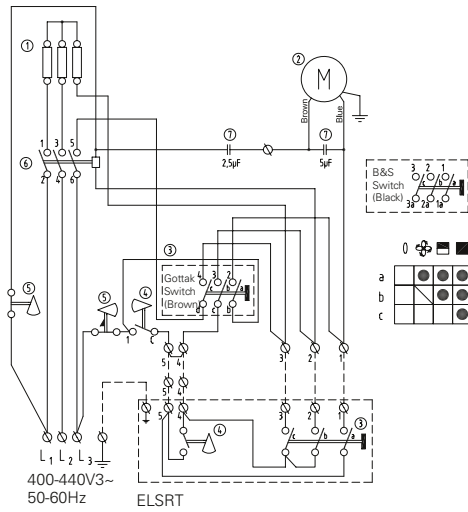 1
2
M
Brown
Blue
7
2,5µF
7
5µF
1 3 5
6
2 4 6
B&S
Switch
(Black)
3 2 1
c b a
3a 2a 1a
3
Gottak
Switch
(Brown)
4 3 2
c b a
d c b
0
a
b
c
5
5
4
1 C
5 4
3 2 1
5 4
5 4 3 2 1
4
c b a
3
L1 L2 L3
400-440V3~
50-60Hz
ELSRT